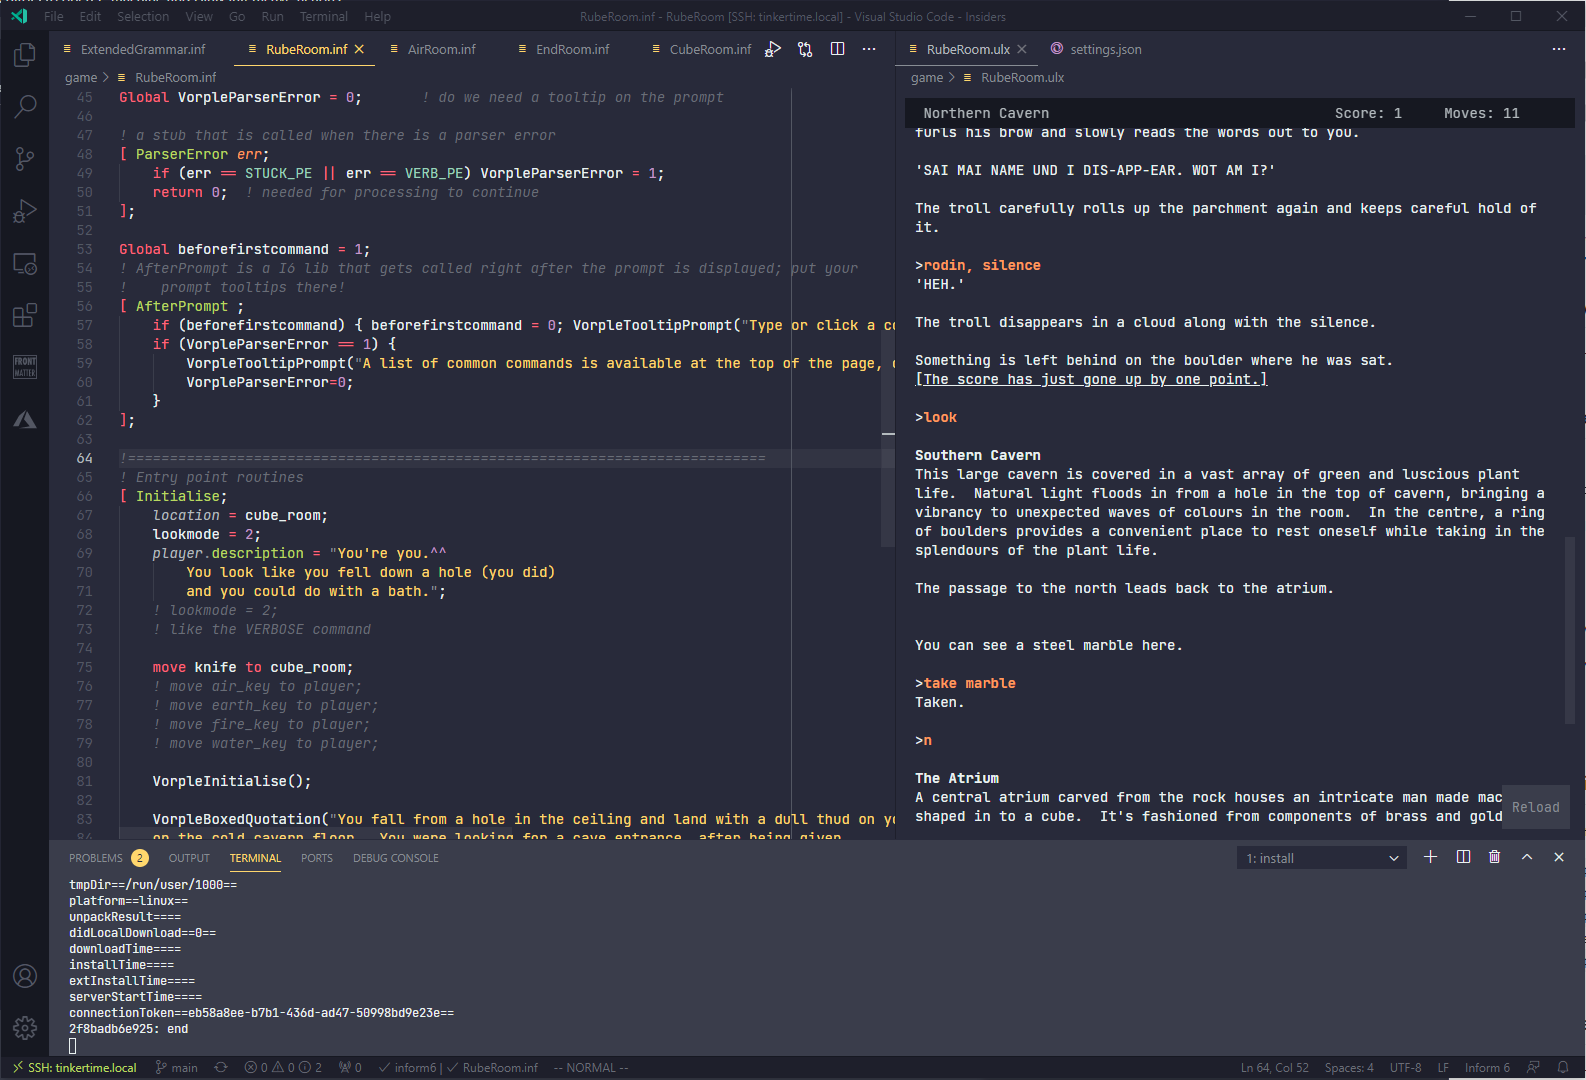 File Edit Selection View Go Run Terminal Help
RubeRoom.inf - RubeRoom [SSH: tinkertime.local] - Visual Studio Code - Insiders
ExtendedGrammar.inf RubeRoom.inf AirRoom.inf EndRoom.inf CubeRoom.inf
game > RubeRoom.inf
45 Global VorpleParserError = 0; ! do we need a tooltip on the prompt
46
47 ! a stub that is called when there is a parser error
48 [ ParserError err;
49 if (err == STUCK_PE || err == VERB_PE) VorpleParserError = 1;
50 return 0; ! needed for processing to continue
51 ];
52
53 Global beforefirstcommand = 1;
54 ! AfterPrompt is a I6 lib that gets called right after the prompt is displayed; put your
55 ! prompt tooltips there!
56 [ AfterPrompt ;
57 if (beforefirstcommand) { beforefirstcommand = 0; VorpleTooltipPrompt("Type or click a co
58 if (VorpleParserError == 1) {
59 VorpleTooltipPrompt("A list of common commands is available at the top of the page,
60 VorpleParserError=0;
61 }
62 ];
63
64 !============================================================================
65 ! Entry point routines
66 [ Initialise;
67 location = cube_room;
68 lookmode = 2;
69 player.description = "You're you.^^
70 You look like you fell down a hole (you did)
71 and you could do with a bath.";
72 ! lookmode = 2;
73 ! like the VERBOSE command
74
75 move knife to cube_room;
76 ! move air_key to player;
77 ! move earth_key to player;
78 ! move fire_key to player;
79 ! move water_key to player;
80
81 VorpleInitialise();
82
83 VorpleBoxedQuotation("You fall from a hole in the ceiling and land with a dull thud on yo
84 on the cold cavern floor. You were looking for a cave entrance, after being given
RubeRoom.ulx settings.json
game > RubeRoom.ulx
Northern Cavern Score: 1 Moves: 11
furls his brow and slowly reads the words out to you.
'SAI MAI NAME UND I DIS-APP-EAR. WOT AM I?'
The troll carefully rolls up the parchment again and keeps careful hold of
it.
>rodin, silence
'HEH.'
The troll disappears in a cloud along with the silence.
Something is left behind on the boulder where he was sat.
[The score has just gone up by one point.]
>look
Southern Cavern
This large cavern is covered in a vast array of green and luscious plant
life. Natural light floods in from a hole in the top of cavern, bringing a
vibrancy to unexpected waves of colours in the room. In the centre, a ring
of boulders provides a convenient place to rest oneself while taking in the
splendours of the plant life.
The passage to the north leads back to the atrium.
You can see a steel marble here.
>take marble
Taken.
>n
The Atrium
A central atrium carved from the rock houses an intricate man made mac
shaped in to a cube. It's fashioned from components of brass and gold
Reload
FRONT
MATTER
PROBLEMS 2 OUTPUT TERMINAL PORTS DEBUG CONSOLE
1: install
tmpDir==/run/user/1000==
platform==linux==
unpackResult====
didLocalDownload==0==
downloadTime====
installTime====
extInstallTime====
serverStartTime====
connectionToken==eb58a8ee-b7b1-436d-ad47-50998bd9e23e==
2f8badb6e925: end
SSH: tinkertime.local main 0 0 2 0 inform6 | RubeRoom.inf -- NORMAL --
Ln 64, Col 52 Spaces: 4 UTF-8 LF Inform 6